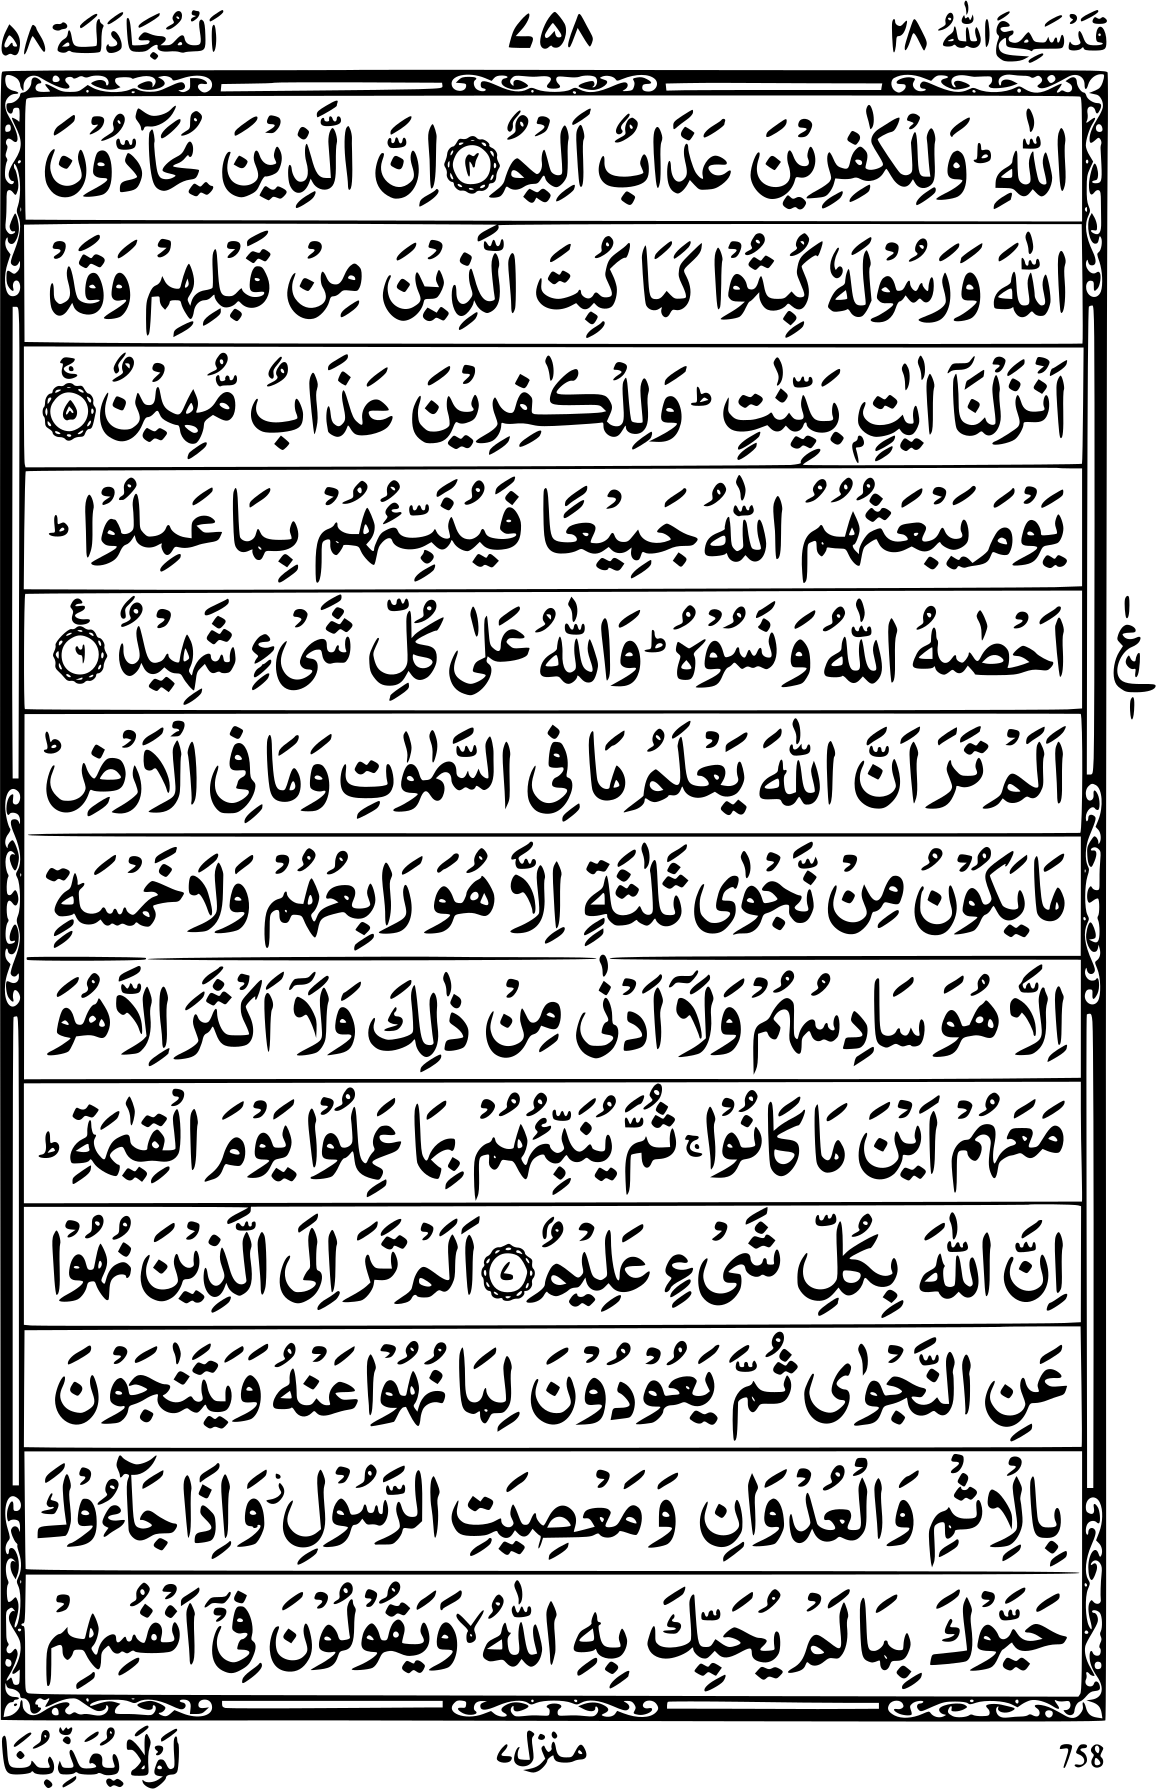 قَدۡسَمِعَ اللّٰهُ ۲۸ ۷۵۸ اَلۡمُجَادَلَة ۵۸
اللّٰهِ ؕ وَلِلۡكٰفِرِيۡنَ عَذَابٌ اَلِيۡمٌ ۴ اِنَّ الَّذِيۡنَ يُحَآدُّوۡنَ
اللّٰهَ وَرَسُوۡلَهٗ كُبِتُوۡا كَمَا كُبِتَ الَّذِيۡنَ مِنۡ قَبۡلِهِمۡ وَقَدۡ
اَنۡزَلۡنَاۤ اٰيٰتٍۭ بَيِّنٰتٍ ؕ وَلِلۡكٰفِرِيۡنَ عَذَابٌ مُّهِيۡنٌ ۚ ۵
يَوۡمَ يَبۡعَثُهُمُ اللّٰهُ جَمِيۡعًا فَيُنَبِّئُهُمۡ بِمَا عَمِلُوۡا ؕ
اَحۡصٰٮهُ اللّٰهُ وَنَسُوۡهُ ؕ وَاللّٰهُ عَلٰى كُلِّ شَىۡءٍ شَهِيۡدٌ ع ۶
ع
۶
۱
اَلَمۡ تَرَ اَنَّ اللّٰهَ يَعۡلَمُ مَا فِى السَّمٰوٰتِ وَمَا فِى الۡاَرۡضِ ؕ
مَا يَكُوۡنُ مِنۡ نَّجۡوٰى ثَلٰثَةٍ اِلَّا هُوَ رَابِعُهُمۡ وَلَا خَمۡسَةٍ
اِلَّا هُوَ سَادِسُهُمۡ وَلَاۤ اَدۡنٰى مِنۡ ذٰلِكَ وَلَاۤ اَكۡثَرَ اِلَّا هُوَ
مَعَهُمۡ اَيۡنَ مَا كَانُوۡا ۚ ثُمَّ يُنَبِّئُهُمۡ بِمَا عَمِلُوۡا يَوۡمَ الۡقِيٰمَةِ ؕ
اِنَّ اللّٰهَ بِكُلِّ شَىۡءٍ عَلِيۡمٌ ۷ اَلَمۡ تَرَ اِلَى الَّذِيۡنَ نُهُوۡا
عَنِ النَّجۡوٰى ثُمَّ يَعُوۡدُوۡنَ لِمَا نُهُوۡا عَنۡهُ وَيَتَنٰجَوۡنَ
بِالۡاِثۡمِ وَالۡعُدۡوَانِ وَمَعۡصِيَتِ الرَّسُوۡلِ ز وَاِذَا جَآءُوۡكَ
حَيَّوۡكَ بِمَا لَمۡ يُحَيِّكَ بِهِ اللّٰهُ ۙ وَيَقُوۡلُوۡنَ فِىۡۤ اَنۡفُسِهِمۡ
758 منزل ۷ لَوۡلَا يُعَذِّبُنَا